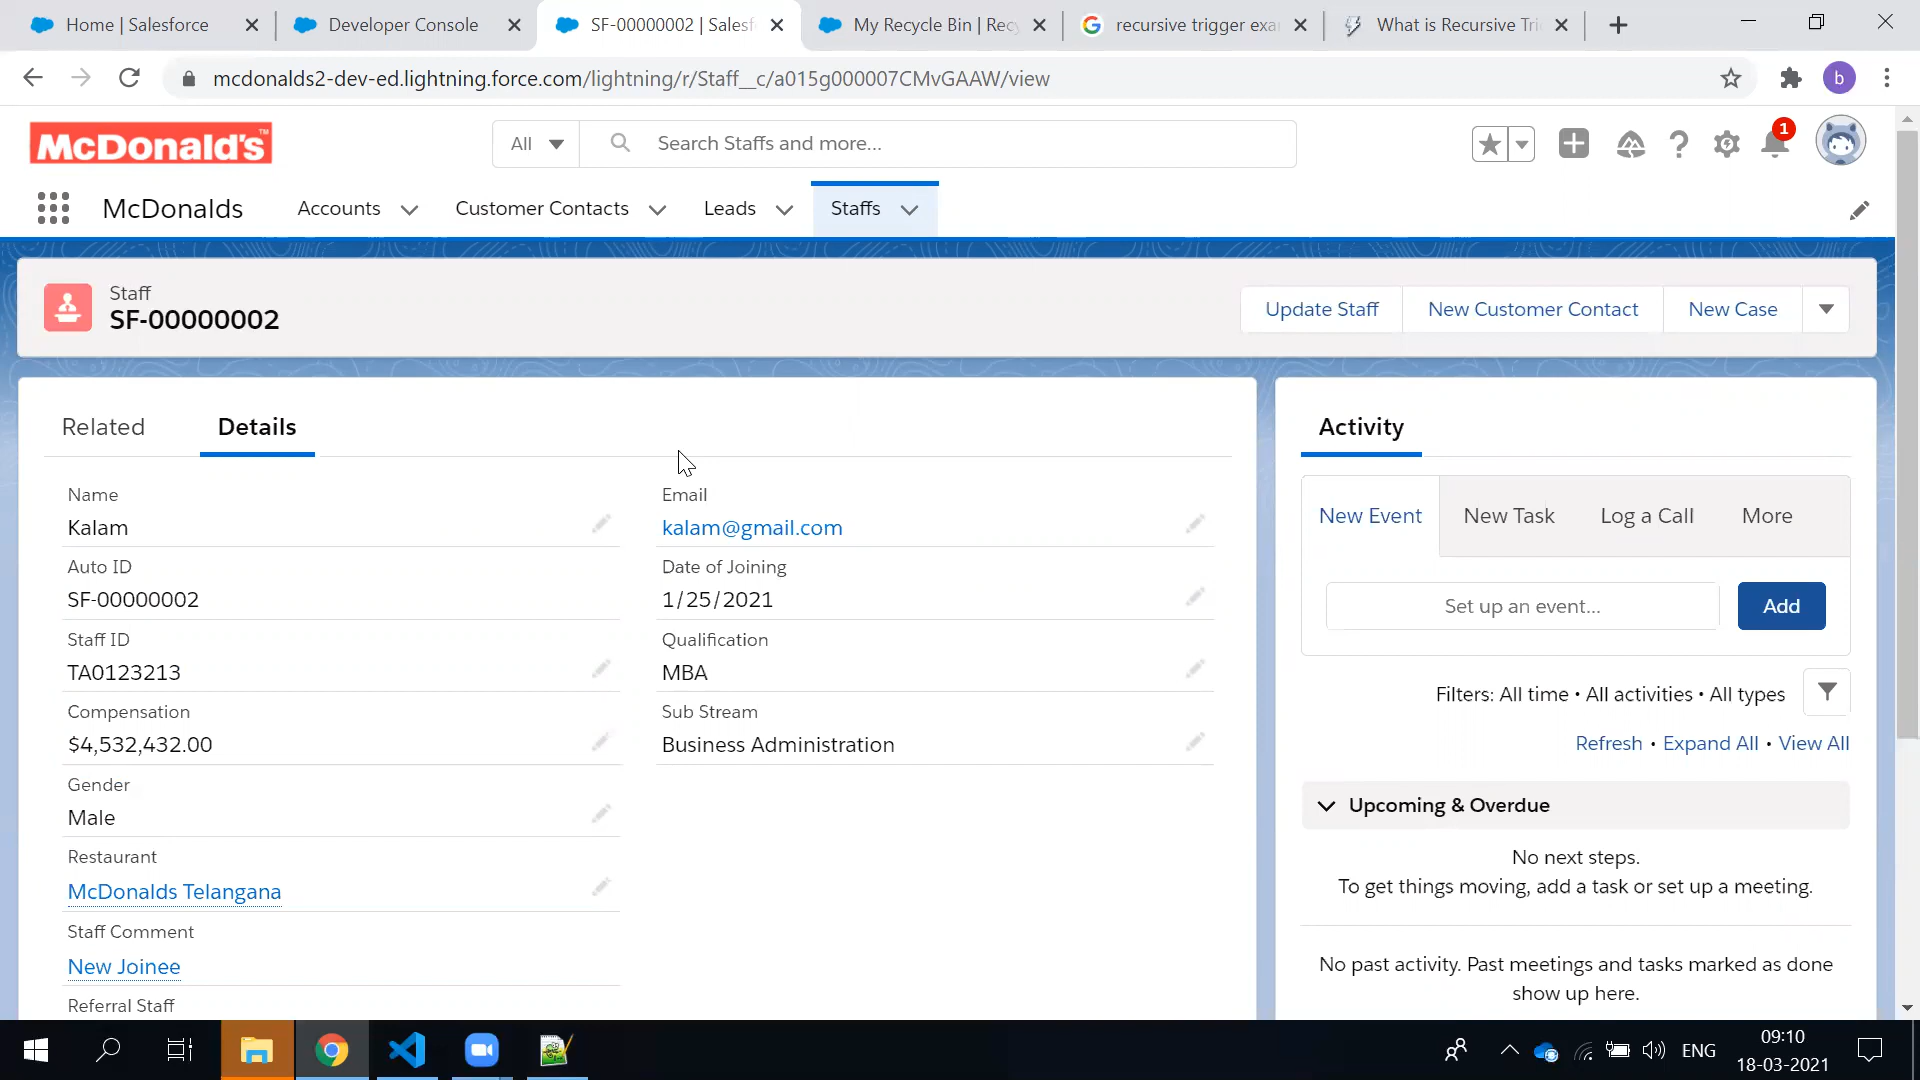 Home | Salesforce
Developer Console
SF-00000002 | Salesf
My Recycle Bin | Recy
recursive trigger exa
What is Recursive Tri
mcdonalds2-dev-ed.lightning.force.com/lightning/r/Staff__c/a015g000007CMvGAAW/view
b
McDonald's™
All
Search Staffs and more...
1
McDonalds
Accounts
Customer Contacts
Leads
Staffs
Staff
SF-00000002
Update Staff
New Customer Contact
New Case
Related
Details
Name
Kalam
Auto ID
SF-00000002
Staff ID
TA0123213
Compensation
$4,532,432.00
Gender
Male
Restaurant
McDonalds Telangana
Staff Comment
New Joinee
Referral Staff
Email
kalam@gmail.com
Date of Joining
1/25/2021
Qualification
MBA
Sub Stream
Business Administration
Activity
New Event
New Task
Log a Call
More
Set up an event...
Add
Filters: All time • All activities • All types
Refresh • Expand All • View All
Upcoming & Overdue
No next steps.
To get things moving, add a task or set up a meeting.
No past activity. Past meetings and tasks marked as done
show up here.
ENG
09:10
18-03-2021